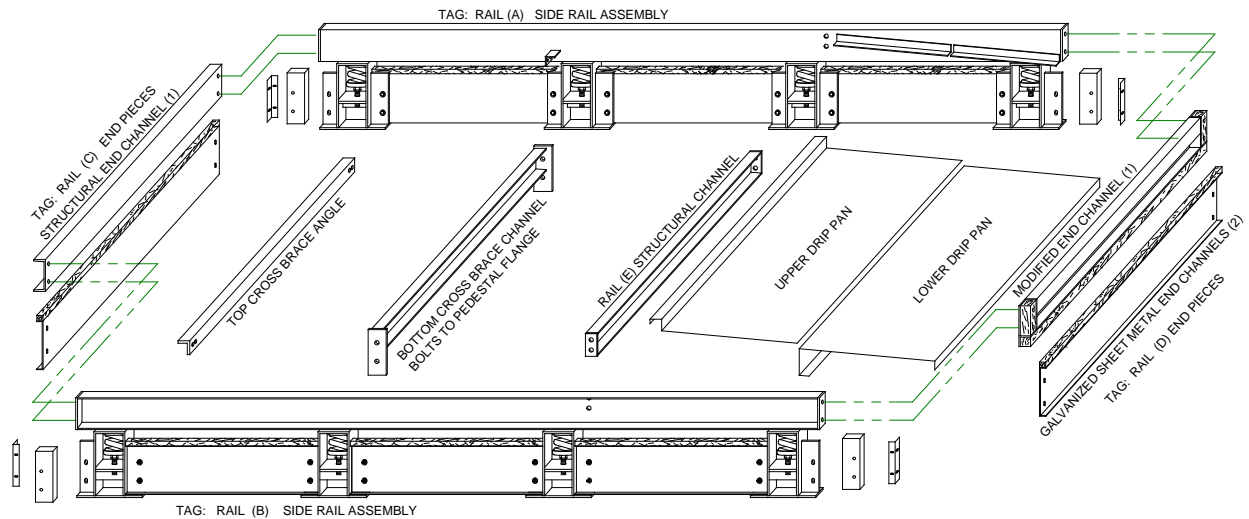 TAG: RAIL (A) SIDE RAIL ASSEMBLY
TAG: RAIL (C) END PIECES
STRUCTURAL END CHANNEL (1)
TOP CROSS BRACE ANGLE
BOTTOM CROSS BRACE CHANNEL
BOLTS TO PEDESTAL FLANGE
RAIL (E) STRUCTURAL CHANNEL
UPPER DRIP PAN
LOWER DRIP PAN
MODIFIED END CHANNEL (1)
GALVANIZED SHEET METAL END CHANNELS (2)
TAG: RAIL (D) END PIECES
TAG: RAIL (B) SIDE RAIL ASSEMBLY